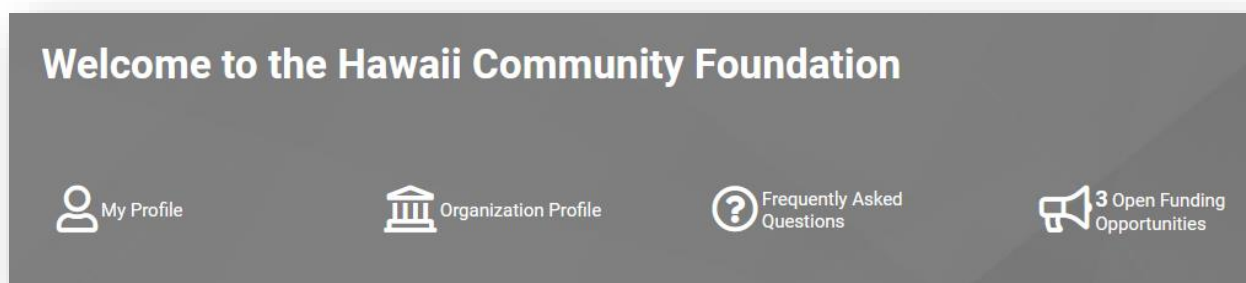 Welcome to the Hawaii Community Foundation
My Profile
Organization Profile
Frequently Asked
Questions
3 Open Funding
Opportunities